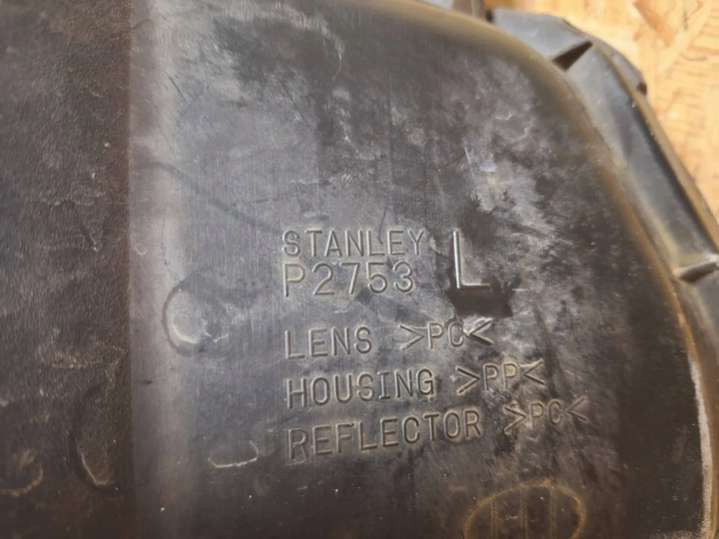 STANLEY
P2753 L
LENS >PC<
HOUSING >PP<
REFLECTOR >PC<